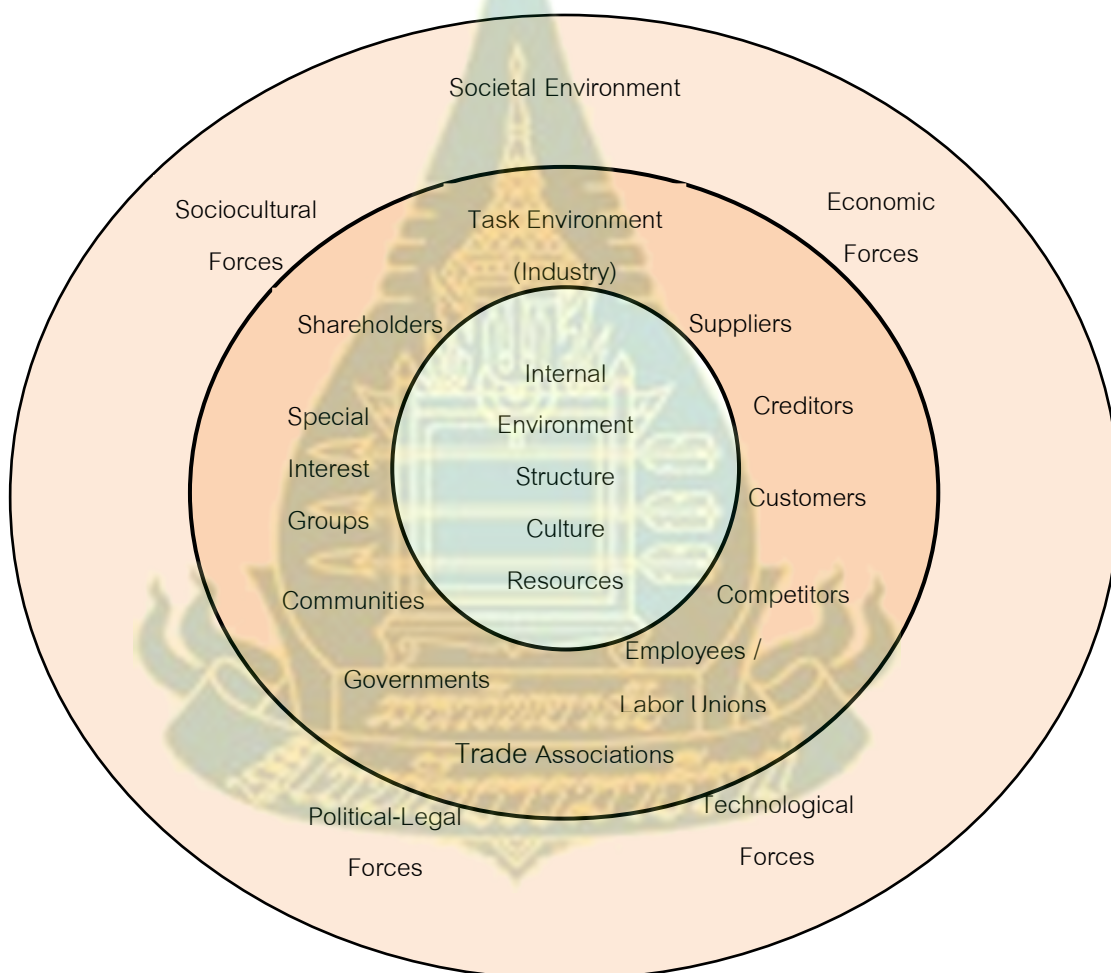 Societal Environment
Sociocultural
Forces
Economic
Forces
Task Environment
(Industry)
Shareholders
Suppliers
Internal
Environment
Structure
Culture
Resources
Special
Interest
Groups
Creditors
Customers
Communities
Competitors
Employees /
Labor Unions
Governments
Trade Associations
Political-Legal
Forces
Technological
Forces